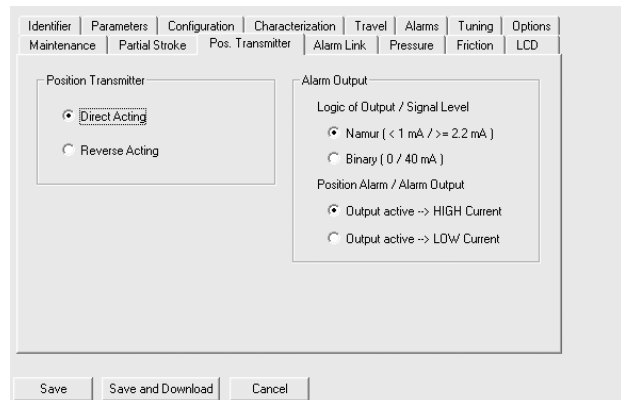 Identifier Parameters Configuration Characterization Travel Alarms Tuning Options
Maintenance Partial Stroke Pos. Transmitter Alarm Link Pressure Friction LCD
Position Transmitter
Direct Acting
Reverse Acting
Alarm Output
Logic of Output / Signal Level
Namur ( < 1 mA / >= 2.2 mA )
Binary ( 0 / 40 mA )
Position Alarm / Alarm Output
Output active --> HIGH Current
Output active --> LOW Current
Save Save and Download Cancel